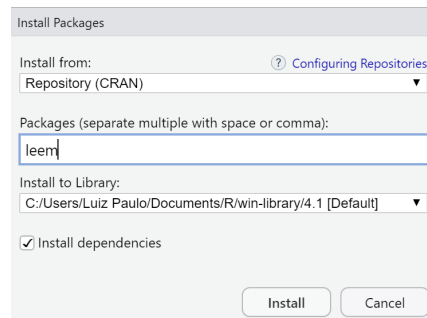 Install Packages
Install from:
? Configuring Repositories
Repository (CRAN)
Packages (separate multiple with space or comma):
leem
Install to Library:
C:/Users/Luiz Paulo/Documents/R/win-library/4.1 [Default]
Install dependencies
Install
Cancel